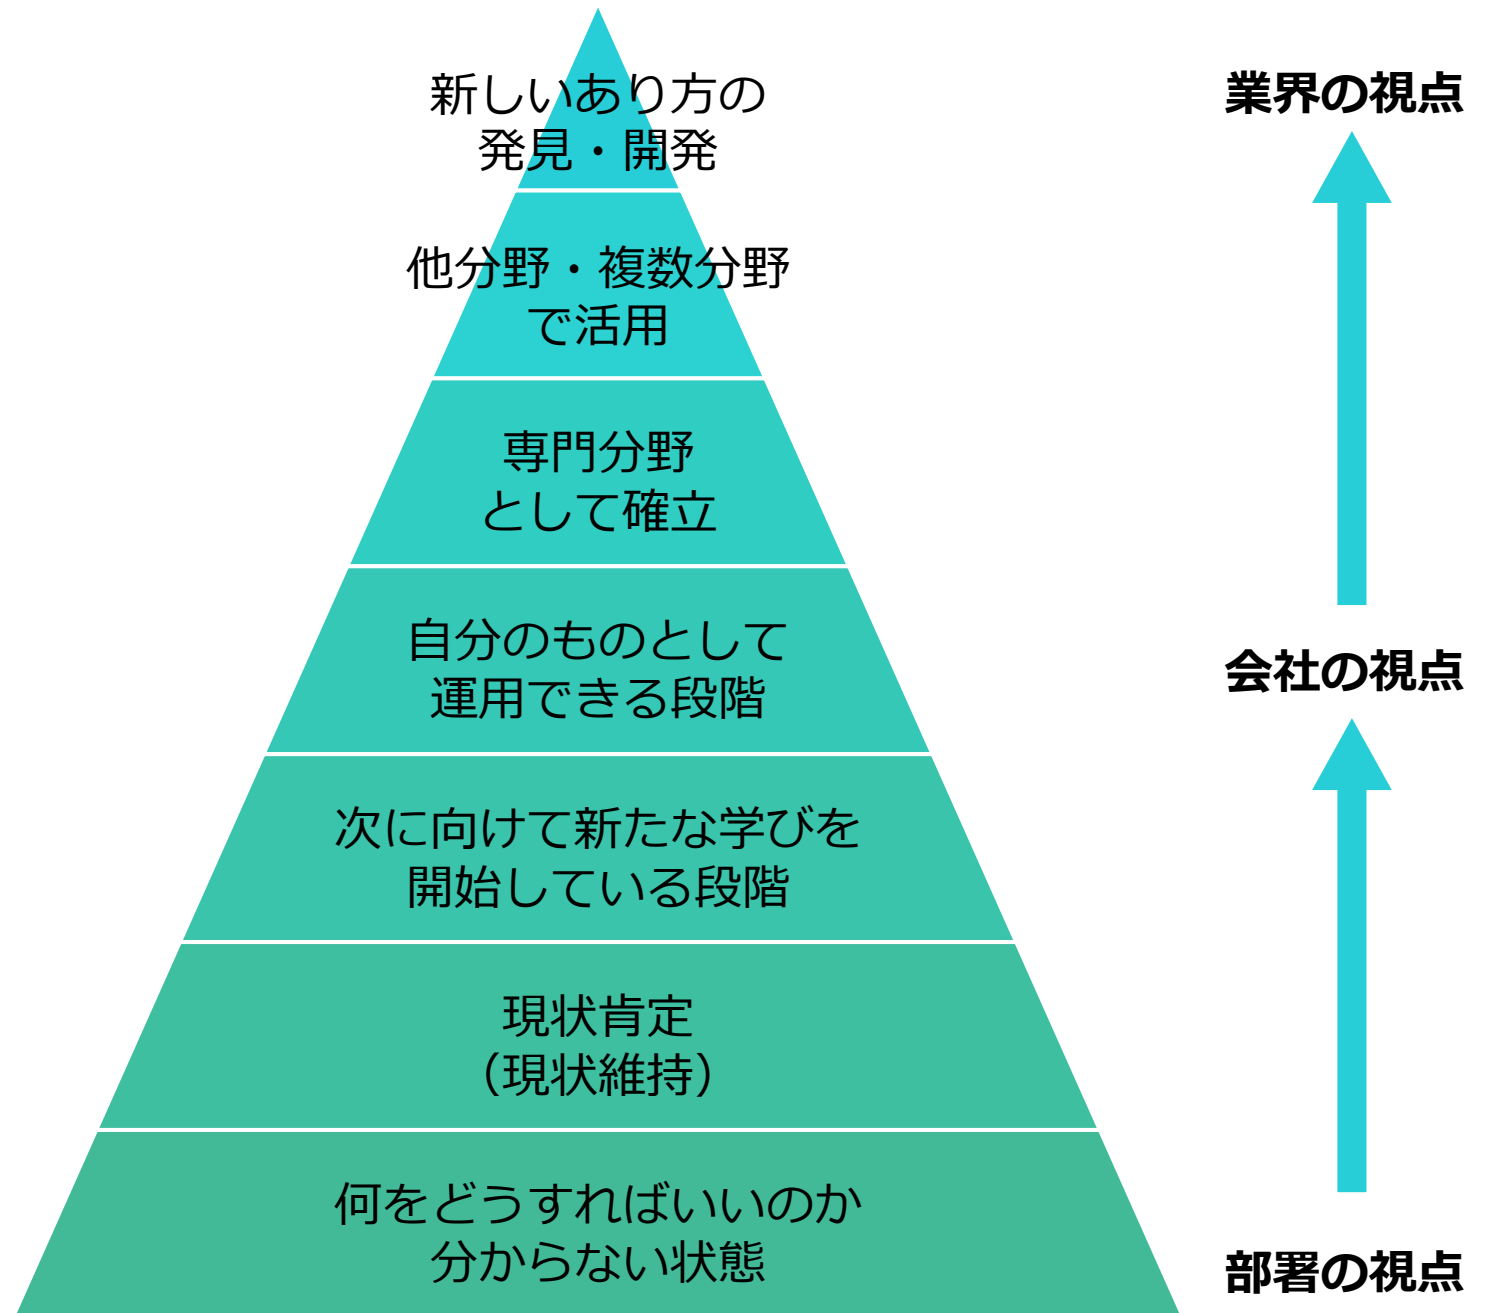 新しいあり方の
発見・開発
他分野・複数分野
で活用
専門分野
として確立
自分のものとして
運用できる段階
次に向けて新たな学びを
開始している段階
現状肯定
（現状維持）
何をどうすればいいのか
分からない状態
業界の視点
会社の視点
部署の視点